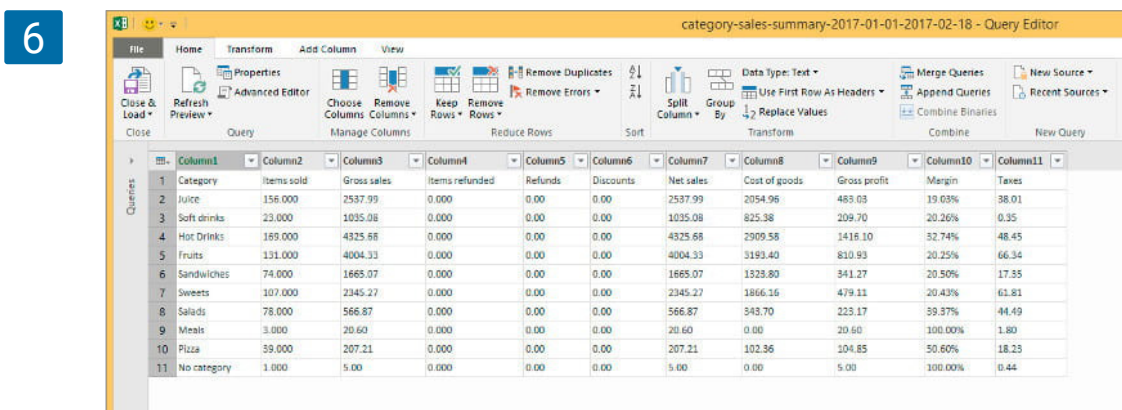 6
category-sales-summary-2017-01-01-2017-02-18 - Query Editor
File Home Transform Add Column View
Close & Load
Refresh Preview
Properties
Advanced Editor
Choose Columns
Remove Columns
Keep Rows
Remove Rows
Remove Duplicates
Remove Errors
Split Column
Group By
Data Type: Text
Use First Row As Headers
Replace Values
Merge Queries
Append Queries
Combine Binaries
New Source
Recent Sources
Close Query Manage Columns Reduce Rows Sort Transform Combine New Query
Queries
Column1 Column2 Column3 Column4 Column5 Column6 Column7 Column8 Column9 Column10 Column11
1 Category Items sold Gross sales Items refunded Refunds Discounts Net sales Cost of goods Gross profit Margin Taxes
2 Juice 156.000 2537.99 0.000 0.00 0.00 2537.99 2054.96 483.03 19.03% 38.01
3 Soft drinks 23.000 1035.08 0.000 0.00 0.00 1035.08 825.38 209.70 20.26% 0.35
4 Hot Drinks 169.000 4325.68 0.000 0.00 0.00 4325.68 2909.58 1416.10 32.74% 48.45
5 Fruits 131.000 4004.33 0.000 0.00 0.00 4004.33 3193.40 810.93 20.25% 66.34
6 Sandwiches 74.000 1665.07 0.000 0.00 0.00 1665.07 1323.80 341.27 20.50% 17.35
7 Sweets 107.000 2345.27 0.000 0.00 0.00 2345.27 1866.16 479.11 20.43% 61.81
8 Salads 78.000 566.87 0.000 0.00 0.00 566.87 343.70 223.17 39.37% 44.49
9 Meals 3.000 20.60 0.000 0.00 0.00 20.60 0.00 20.60 100.00% 1.80
10 Pizza 39.000 207.21 0.000 0.00 0.00 207.21 102.36 104.85 50.60% 18.23
11 No category 1.000 5.00 0.000 0.00 0.00 5.00 0.00 5.00 100.00% 0.44